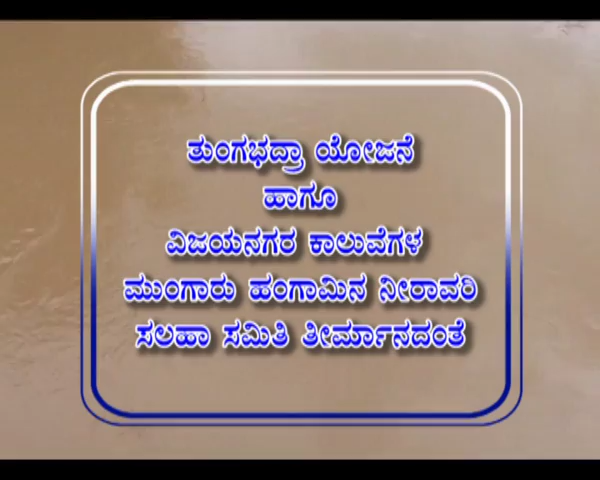 ತುಂಗಭದ್ರಾ ಯೋಜನೆ
ಹಾಗೂ
ವಿಜಯನಗರ ಕಾಲುವೆಗಳ
ಮುಂಗಾರು ಹಂಗಾಮಿನ ನೀರಾವರಿ
ಸಲಹಾ ಸಮಿತಿ ತೀರ್ಮಾನದಂತೆ